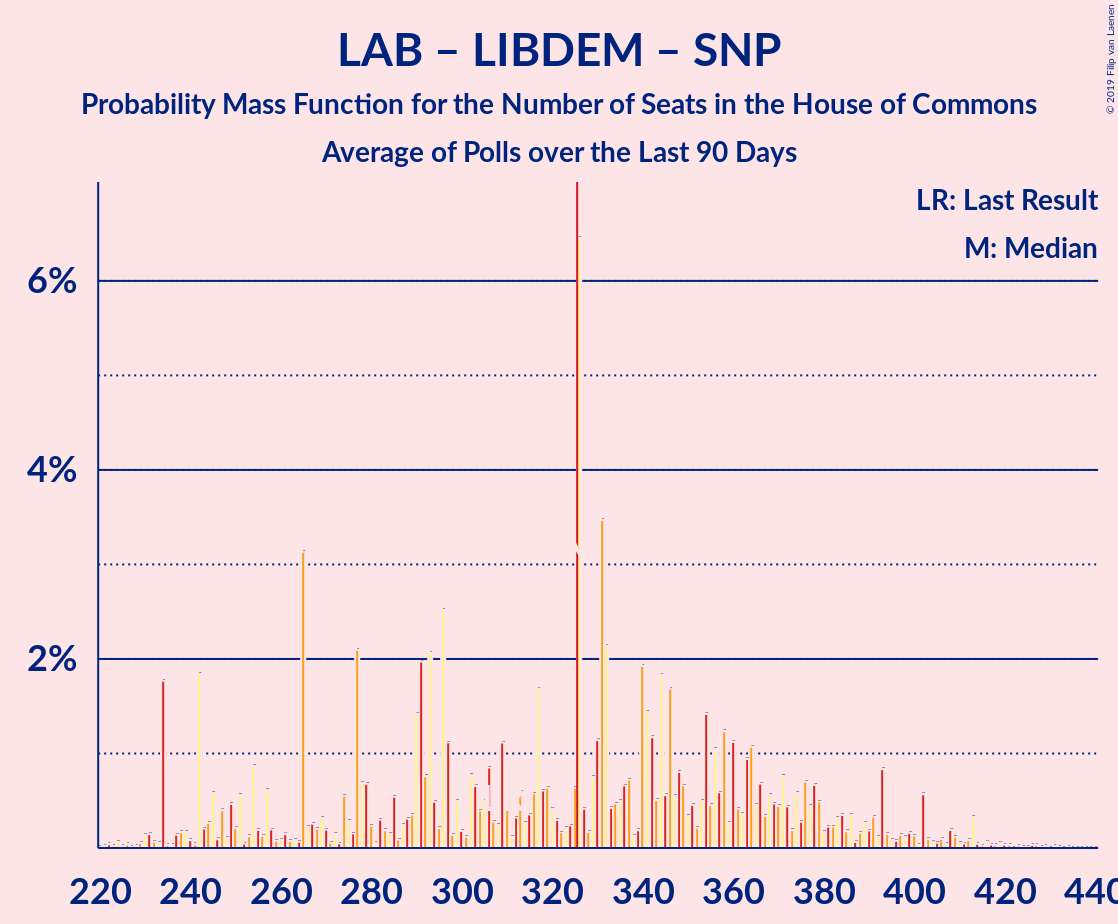 LAB – LIBDEM – SNP
Probability Mass Function for the Number of Seats in the House of Commons
Average of Polls over the Last 90 Days
© 2019 Filip van Laenen
LR: Last Result
M: Median
6%
4%
2%
220 240 260 280 300 320 340 360 380 400 420 440